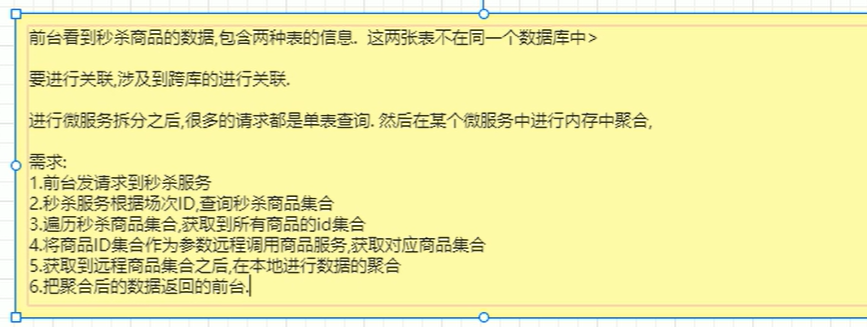 前台看到秒杀商品的数据,包含两种表的信息.  这两张表不在同一个数据库中>
要进行关联,涉及到跨库的进行关联.
进行微服务拆分之后,很多的请求都是单表查询. 然后在某个微服务中进行内存中聚合,
需求:
1.前台发请求到秒杀服务
2.秒杀服务根据场次ID,查询秒杀商品集合
3.遍历秒杀商品集合,获取到所有商品的id集合
4.将商品ID集合作为参数远程调用商品服务,获取对应商品集合
5.获取到远程商品集合之后,在本地进行数据的聚合
6.把聚合后的数据返回的前台.